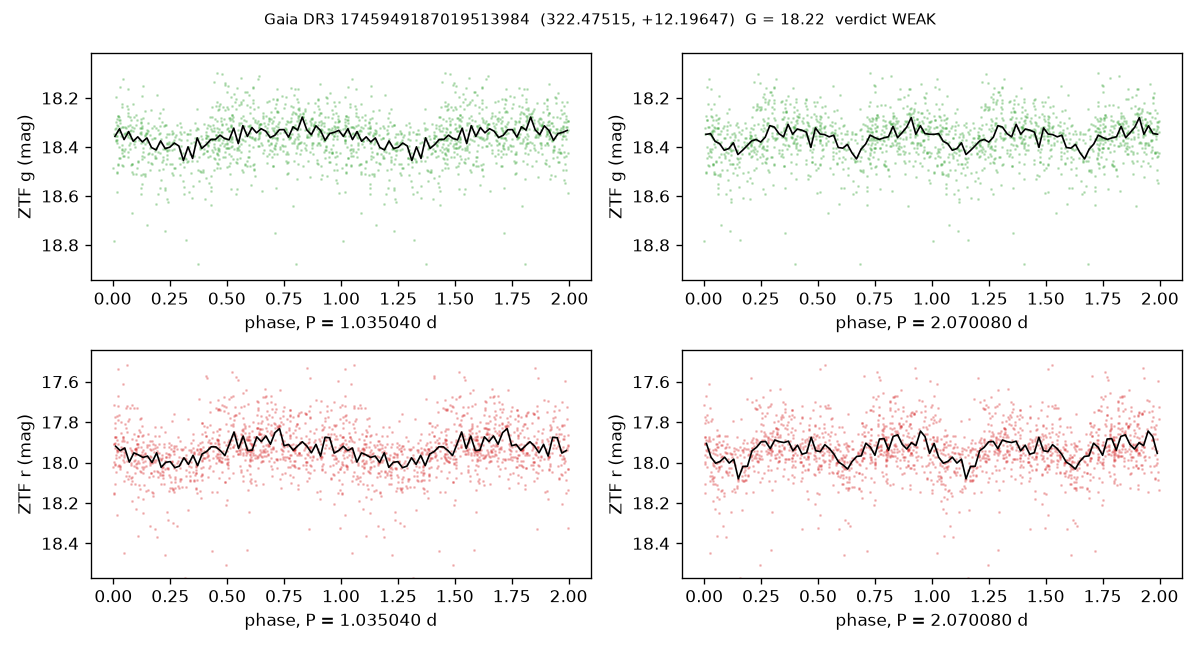 Gaia DR3 1745949187019513984 (322.47515, +12.19647) G = 18.22 verdict WEAK
ZTF g (mag)
18.2
18.4
18.6
18.8
0.00 0.25 0.50 0.75 1.00 1.25 1.50 1.75 2.00
phase, P = 1.035040 d
ZTF g (mag)
18.2
18.4
18.6
18.8
0.00 0.25 0.50 0.75 1.00 1.25 1.50 1.75 2.00
phase, P = 2.070080 d
ZTF r (mag)
17.6
17.8
18.0
18.2
18.4
0.00 0.25 0.50 0.75 1.00 1.25 1.50 1.75 2.00
phase, P = 1.035040 d
ZTF r (mag)
17.6
17.8
18.0
18.2
18.4
0.00 0.25 0.50 0.75 1.00 1.25 1.50 1.75 2.00
phase, P = 2.070080 d